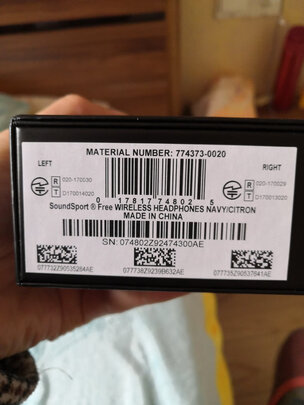 MATERIAL NUMBER: 774373-0020
LEFT
RIGHT
R 020-170030
T D170014020
R 020-170029
T D170013020
0 17817 74802 5
SoundSport ® Free WIRELESS HEADPHONES NAVY/CITRON
MADE IN CHINA
SN: 074802Z92474300AE
077732Z90535264AE
077738Z9239B632AE
077735Z90537841AE